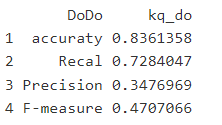 DoDo kq_do
1 accuraty 0.8361358
2 Recal 0.7284047
3 Precision 0.3476969
4 F-measure 0.4707066